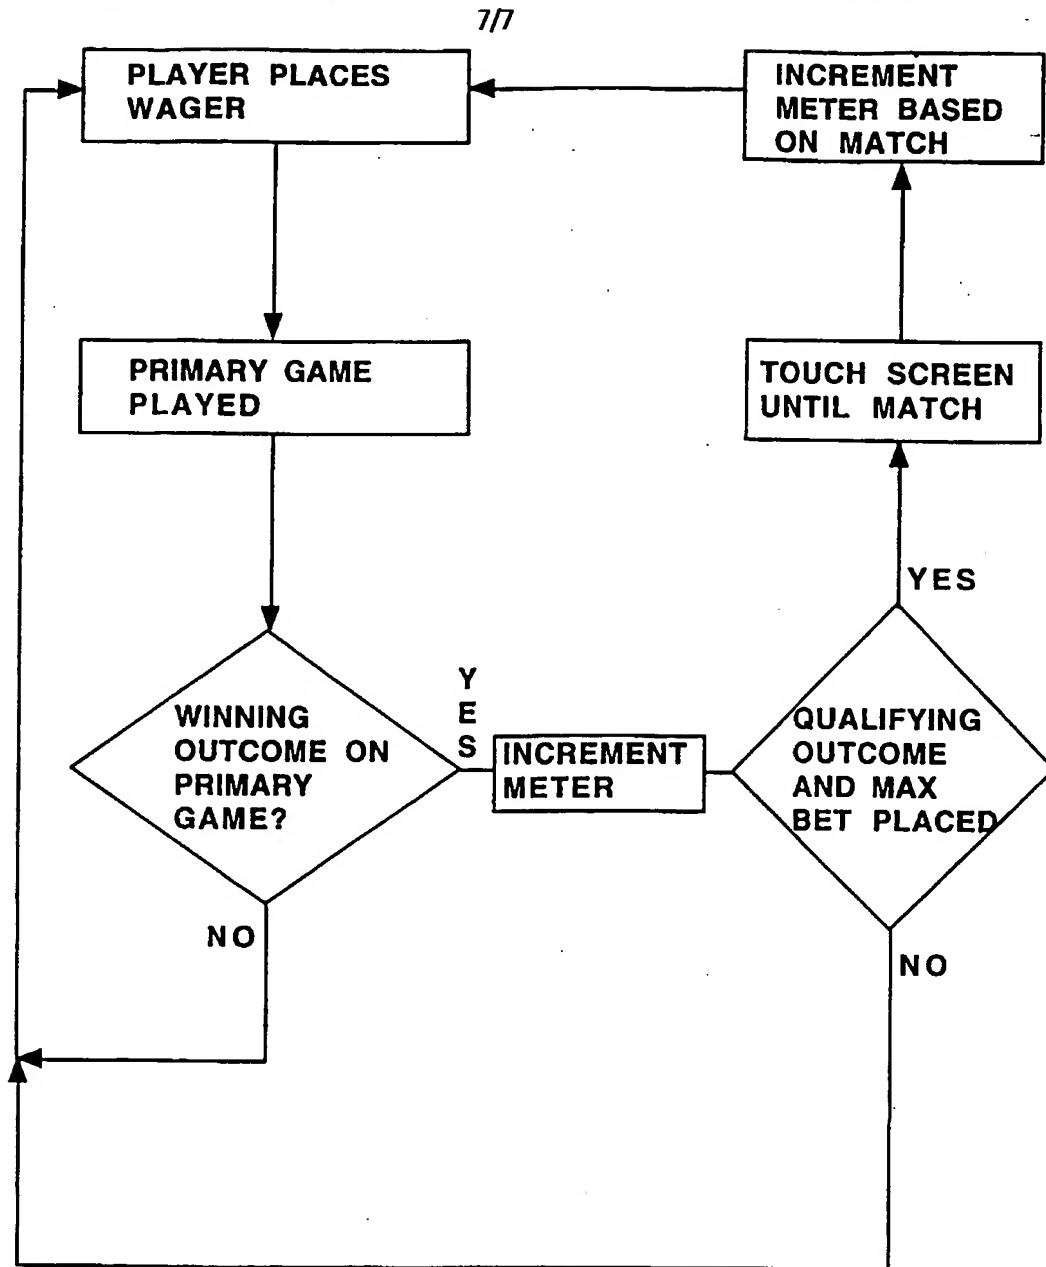 7/7
PLAYER PLACES
WAGER
INCREMENT
METER BASED
ON MATCH
PRIMARY GAME
PLAYED
TOUCH SCREEN
UNTIL MATCH
YES
WINNING
OUTCOME ON
PRIMARY
GAME?
YES
INCREMENT
METER
QUALIFYING
OUTCOME
AND MAX
BET PLACED
NO
NO